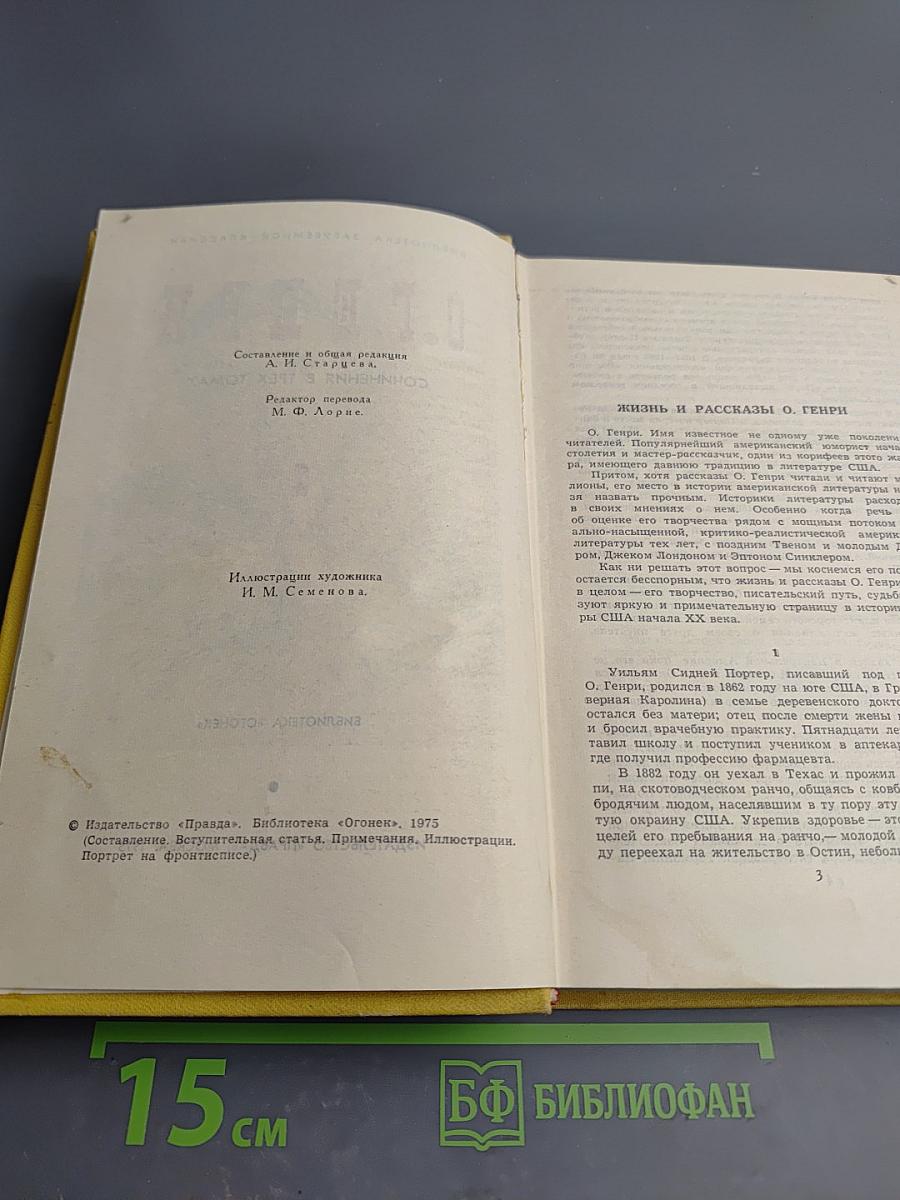 Составление и общая редакция
А. И. Старцева.
Редактор перевода
М. Ф. Лорие.
Иллюстрации художника
И. М. Семенова.
© Издательство «Правда». Библиотека «Огонек». 1975
(Составление. Вступительная статья. Примечания. Иллюстрации.
Портрет на фронтисписе.)
ЖИЗНЬ И РАССКАЗЫ О. ГЕНРИ
О. Генри. Имя известное не одному уже поколени
читателей. Популярнейший американский юморист нача
столетия и мастер-рассказчик, один из корифеев этого жа
ра, имеющего давнюю традицию в литературе США.
Притом, хотя рассказы О. Генри читали и читают м
лионы, его место в истории американской литературы н
зя назвать прочным. Историки литературы расход
в своих мнениях о нем. Особенно когда речь
об оценке его творчества рядом с мощным потоком
ально-насыщенной, критико-реалистической америк
литературы тех лет, с поздним Твеном и молодым Д
ром, Джеком Лондоном и Эптоном Синклером.
Как ни решать этот вопрос — мы коснемся его по
остается бесспорным, что жизнь и рассказы О. Генри
в целом — его творчество, писательский путь, судьб
зуют яркую и примечательную страницу в истори
ры США начала XX века.
1
Уильям Сидней Портер, писавший под п
О. Генри, родился в 1862 году на юге США, в Гр
верная Каролина) в семье деревенского докто
остался без матери; отец после смерти жены
и бросил врачебную практику. Пятнадцати ле
тавил школу и поступил учеником в аптекар
где получил профессию фармацевта.
В 1882 году он уехал в Техас и прожил
пи, на скотоводческом ранчо, общаясь с ковб
бродячим людом, населявшим в ту пору эту
тую окраину США. Укрепив здоровье — это
целей его пребывания на ранчо,— молодой
ду переехал на жительство в Остин, небол
3
15 см
БФ БИБЛИОФАН